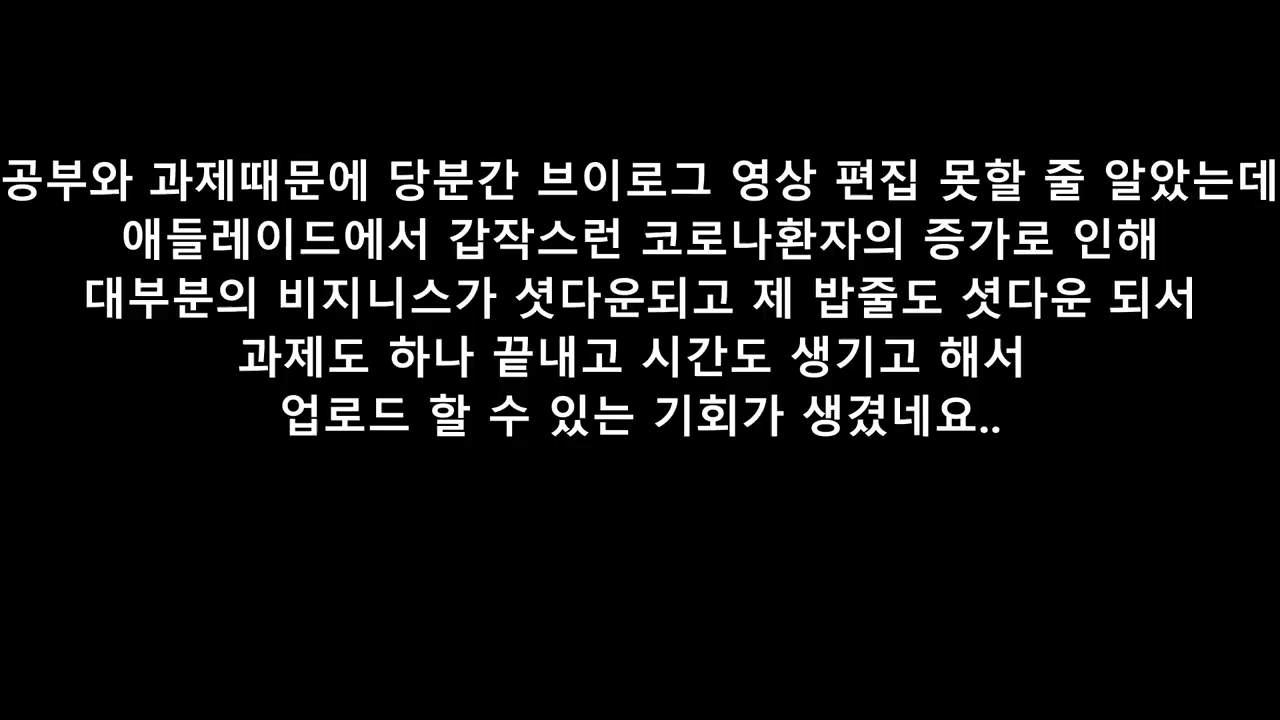 공부와 과제때문에 당분간 브이로그 영상 편집 못할 줄 알았는데
애들레이드에서 갑작스런 코로나환자의 증가로 인해
대부분의 비지니스가 셧다운되고 제 밥줄도 셧다운 되서
과제도 하나 끝내고 시간도 생기고 해서
업로드 할 수 있는 기회가 생겼네요..